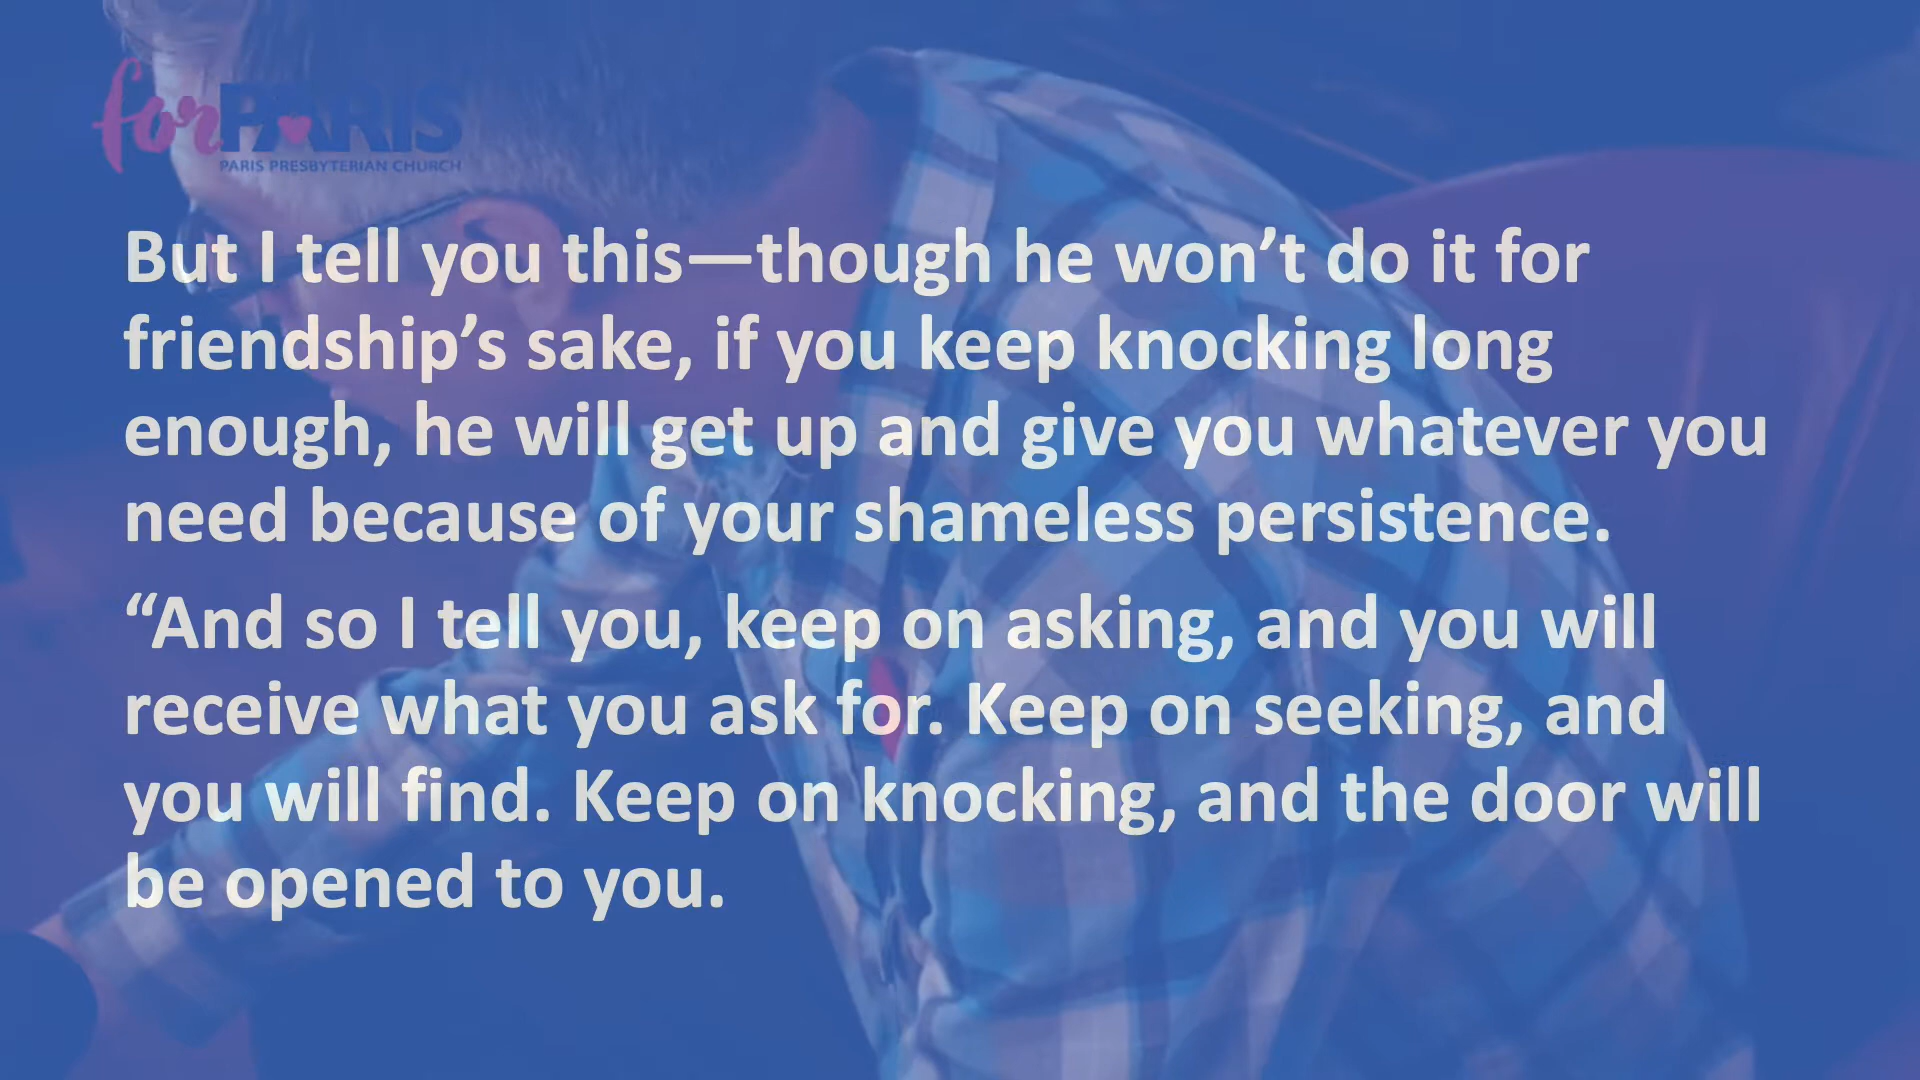 forPARIS
PARIS PRESBYTERIAN CHURCH
But I tell you this—though he won’t do it for
friendship’s sake, if you keep knocking long
enough, he will get up and give you whatever you
need because of your shameless persistence.
“And so I tell you, keep on asking, and you will
receive what you ask for. Keep on seeking, and
you will find. Keep on knocking, and the door will
be opened to you.